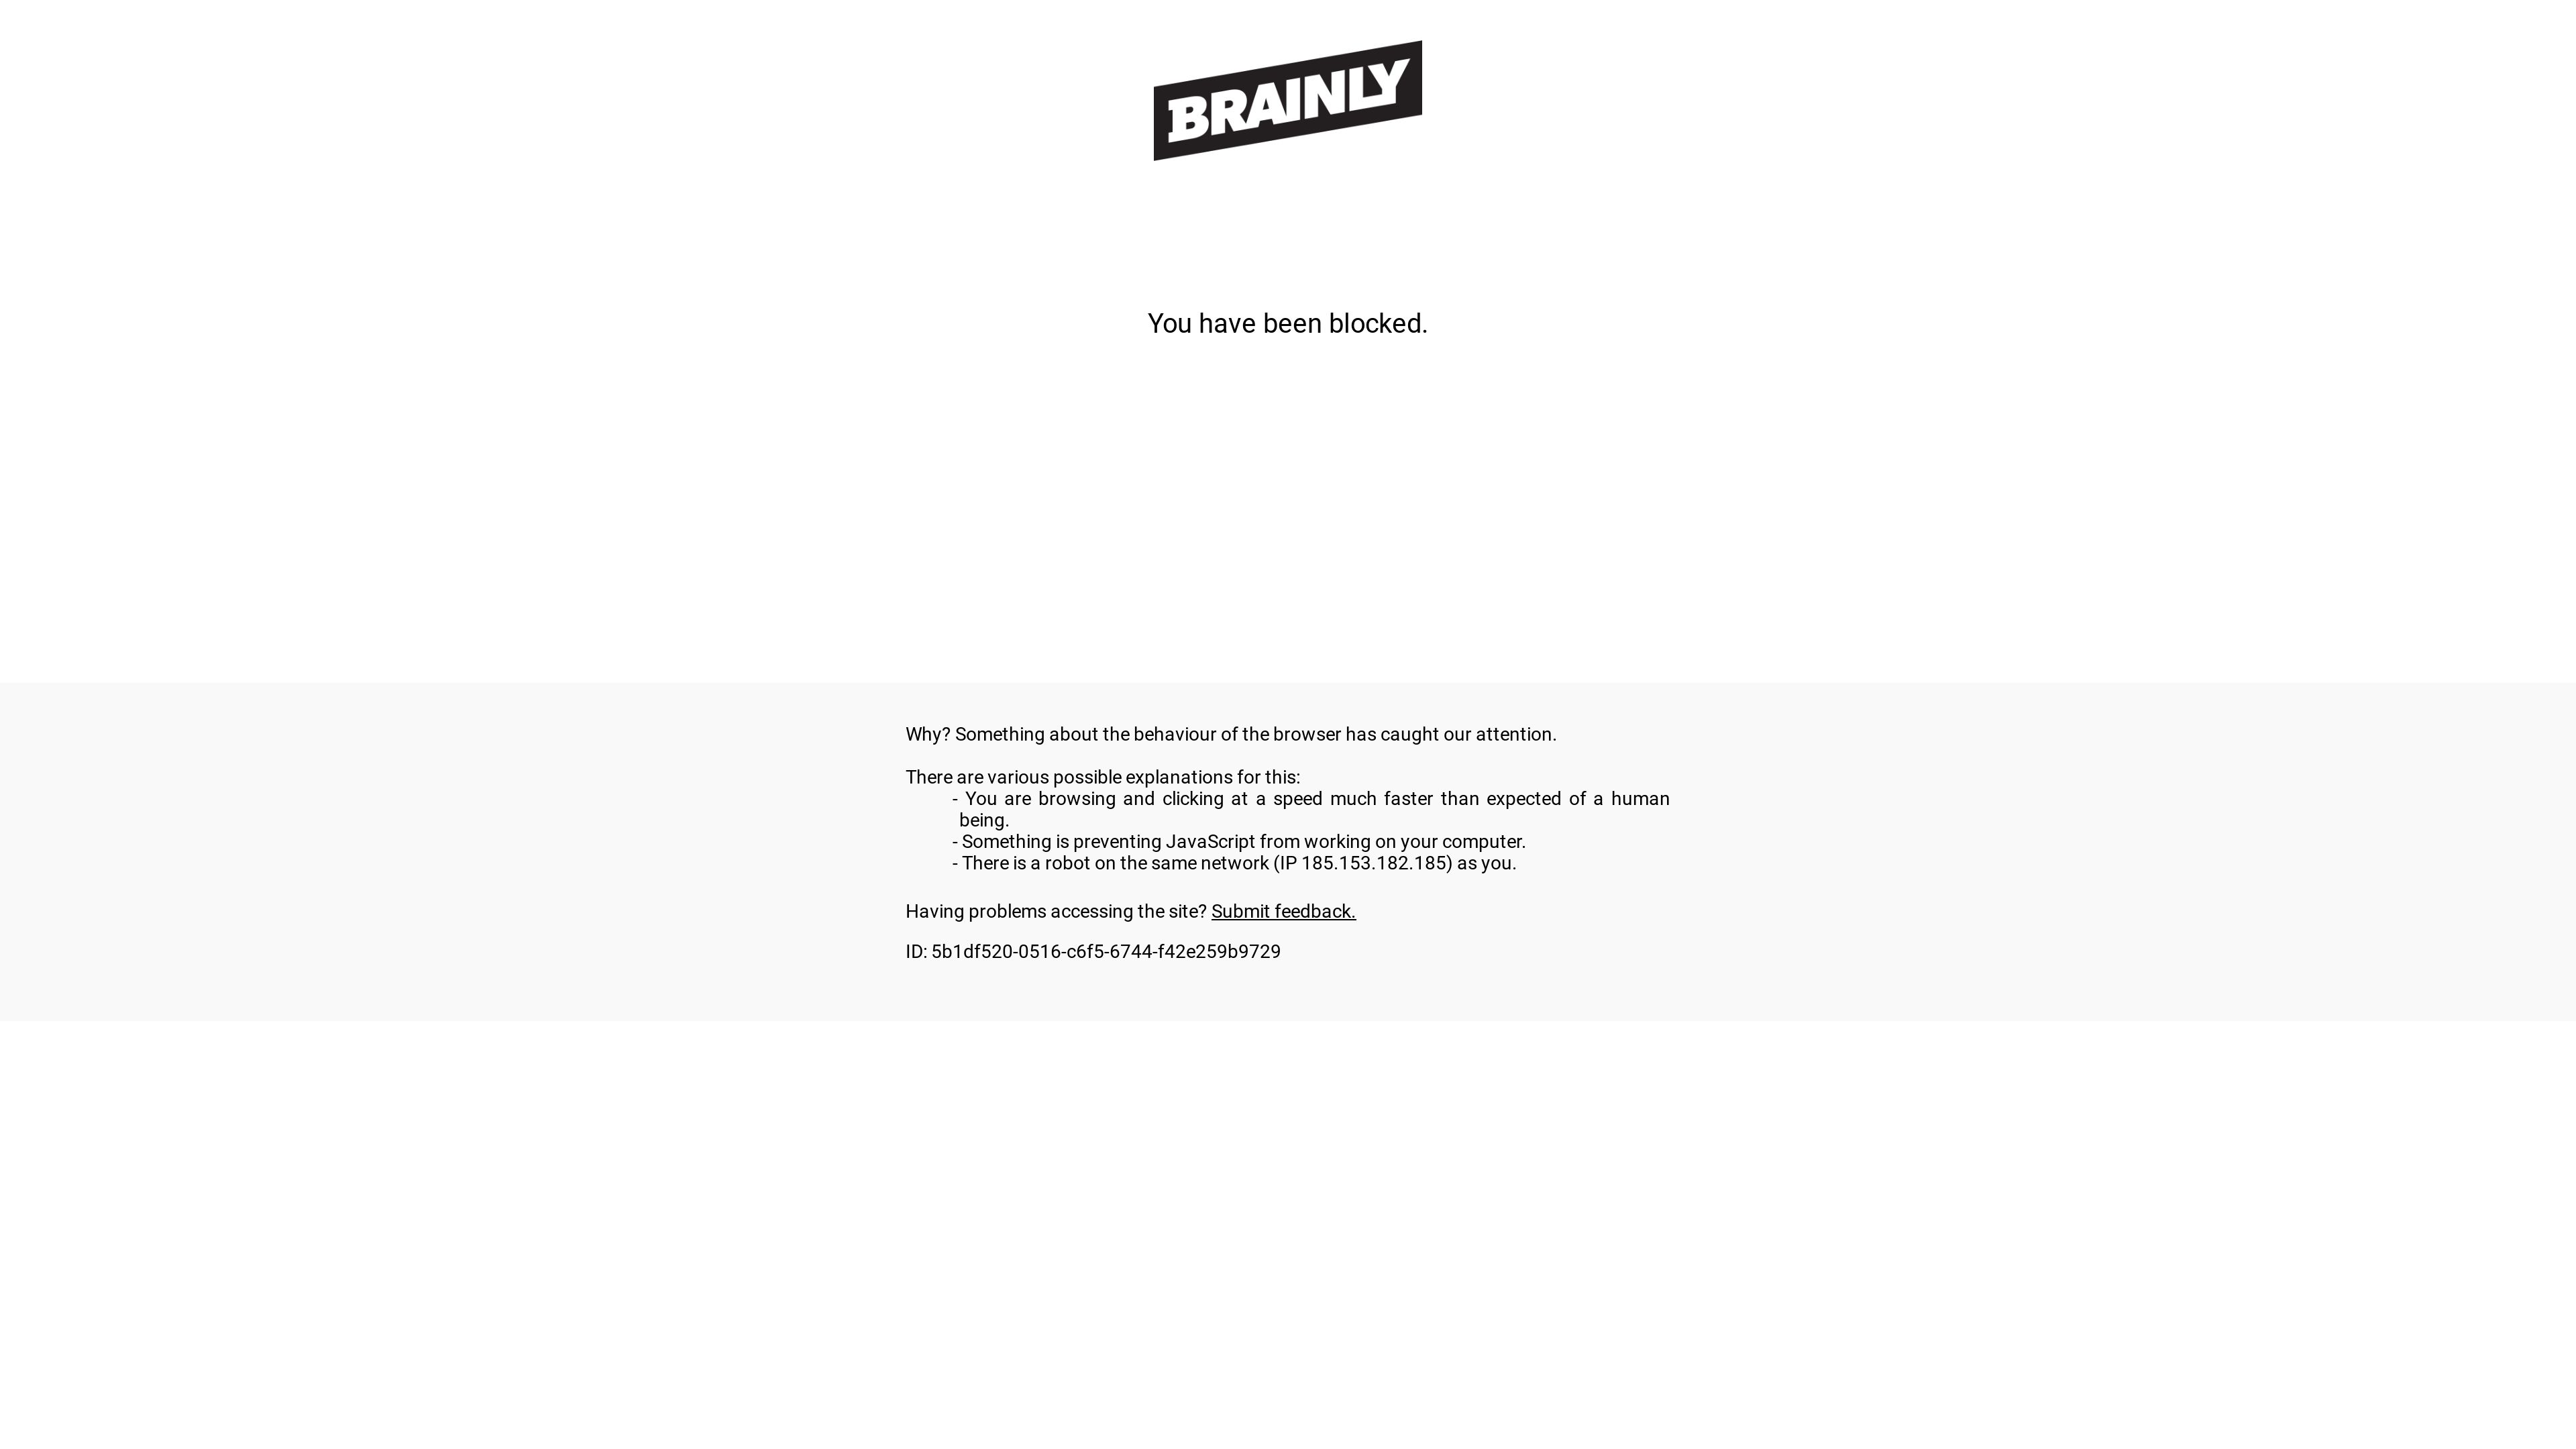 BRAINLY
You have been blocked.
Why? Something about the behaviour of the browser has caught our attention.
There are various possible explanations for this:
- You are browsing and clicking at a speed much faster than expected of a human
being.
- Something is preventing JavaScript from working on your computer.
- There is a robot on the same network (IP 185.153.182.185) as you.
Having problems accessing the site? Submit feedback.
ID: 5b1df520-0516-c6f5-6744-f42e259b9729